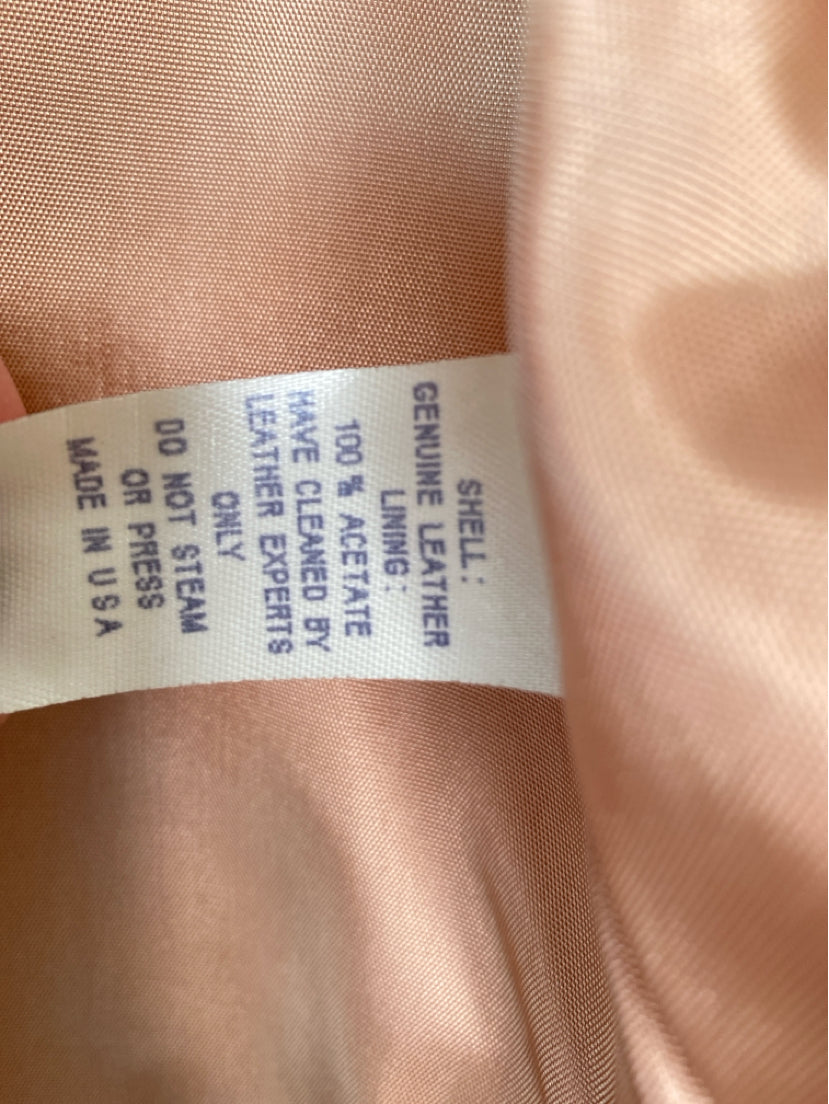 SHELL:
GENUINE LEATHER
LINING:
100 % ACETATE
HAVE CLEANED BY
LEATHER EXPERTS
ONLY
DO NOT STEAM
OR PRESS
MADE IN USA